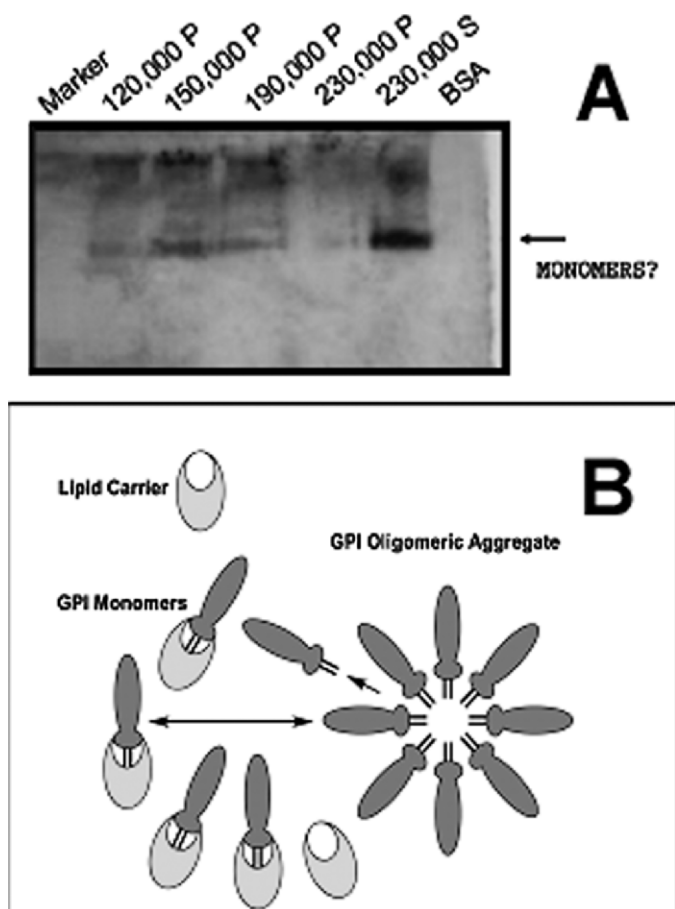 Marker
120,000 P
150,000 P
190,000 P
230,000 P
230,000 S
BSA
A
MONOMERS?
B
Lipid Carrier
GPI Oligomeric Aggregate
GPI Monomers